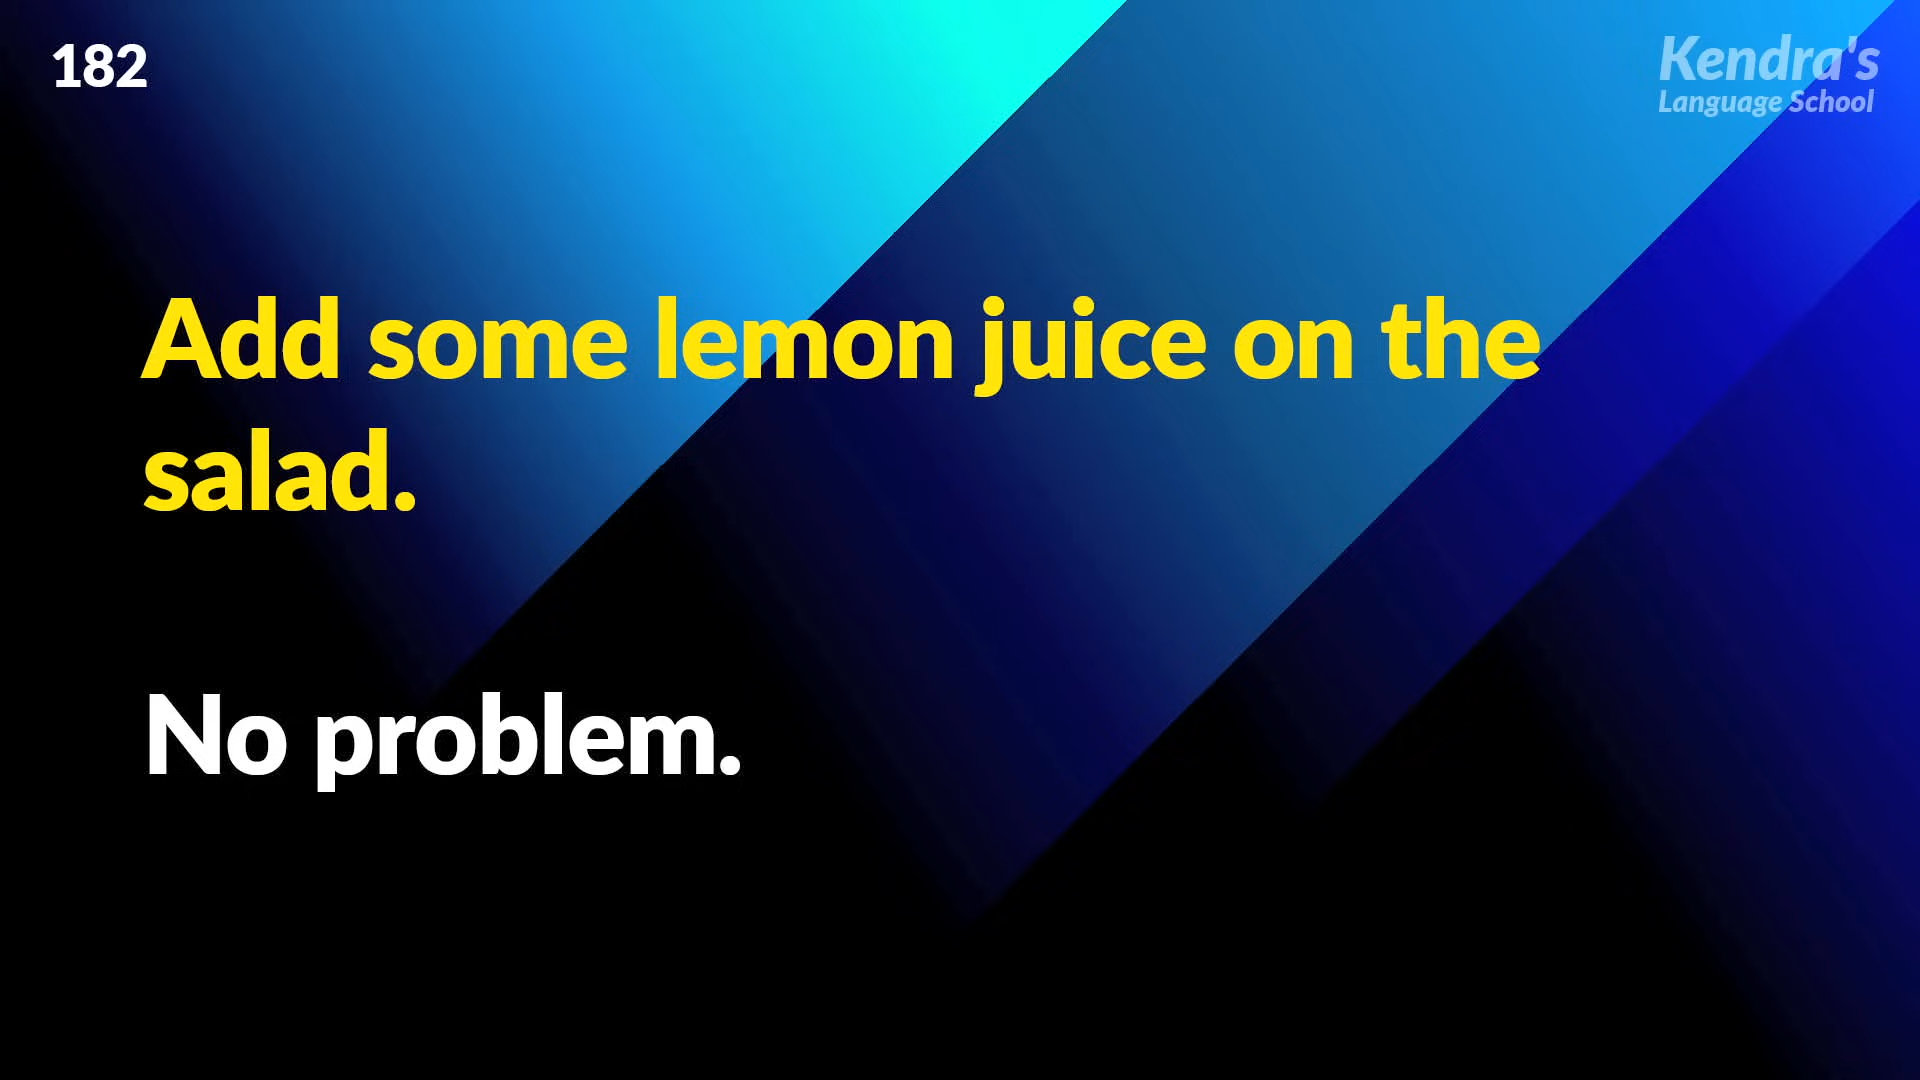 182
Kendra's
Language School
Add some lemon juice on the
salad.
No problem.